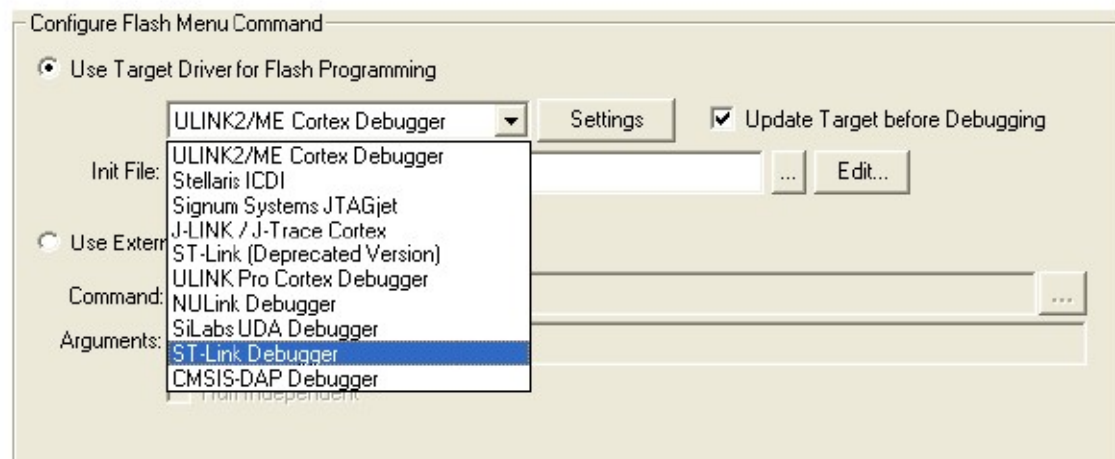 Configure Flash Menu Command
Use Target Driver for Flash Programming
ULINK2/ME Cortex Debugger Settings Update Target before Debugging
ULINK2/ME Cortex Debugger
Init File: ... Edit...
Stellaris ICDI
Signum Systems JTAGjet
J-LINK / J-Trace Cortex
Use Extern
ST-Link (Deprecated Version)
ULINK Pro Cortex Debugger
Command: ...
NULink Debugger
SiLabs UDA Debugger
Arguments:
ST-Link Debugger
CMSIS-DAP Debugger
Run Independent